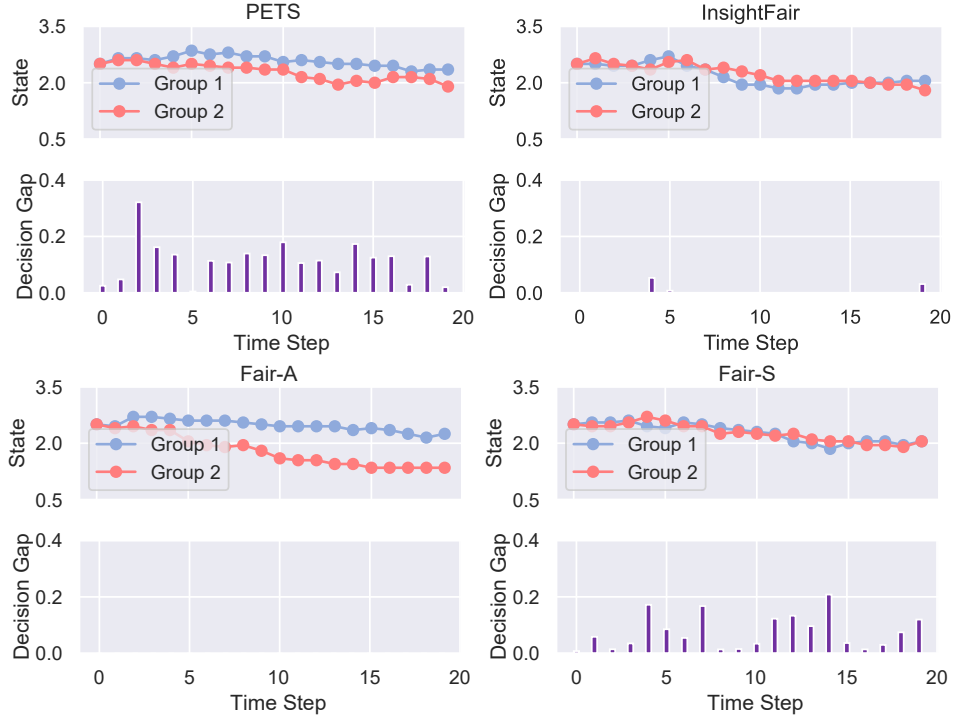 PETS
3.5
2.0
0.5
State
Group 1
Group 2
0.4
0.2
0.0
Decision Gap
0 5 10 15 20
Time Step
InsightFair
3.5
2.0
0.5
State
Group 1
Group 2
0.4
0.2
0.0
Decision Gap
0 5 10 15 20
Time Step
Fair-A
3.5
2.0
0.5
State
Group 1
Group 2
0.4
0.2
0.0
Decision Gap
0 5 10 15 20
Time Step
Fair-S
3.5
2.0
0.5
State
Group 1
Group 2
0.4
0.2
0.0
Decision Gap
0 5 10 15 20
Time Step